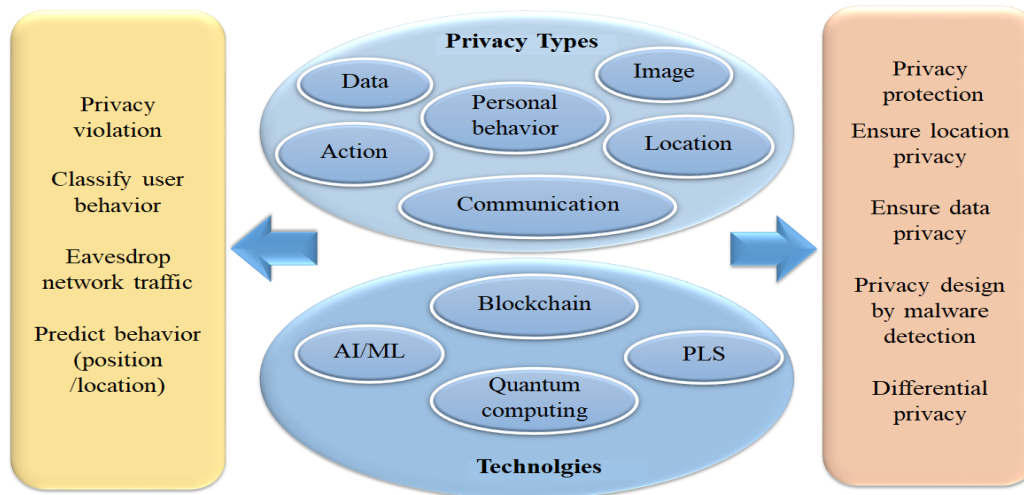 Privacy
violation
Classify user
behavior
Eavesdrop
network traffic
Predict behavior
(position
/location)
Privacy Types
Data
Image
Personal
behavior
Action
Location
Communication
Blockchain
AI/ML
PLS
Quantum
computing
Technolgies
Privacy
protection
Ensure location
privacy
Ensure data
privacy
Privacy design
by malware
detection
Differential
privacy